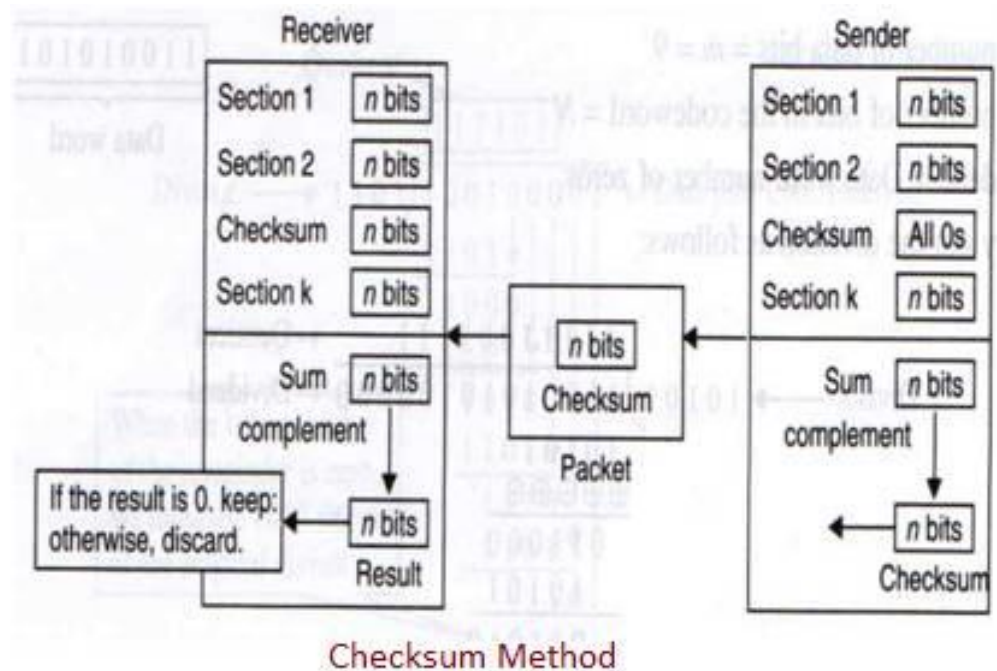 Receiver
Section 1 n bits
Section 2 n bits
Checksum n bits
Section k n bits
Sum n bits
complement
n bits
Result
If the result is 0. keep:
otherwise, discard.
n bits
Checksum
Packet
Sender
Section 1 n bits
Section 2 n bits
Checksum All 0s
Section k n bits
Sum n bits
complement
n bits
Checksum
Checksum Method